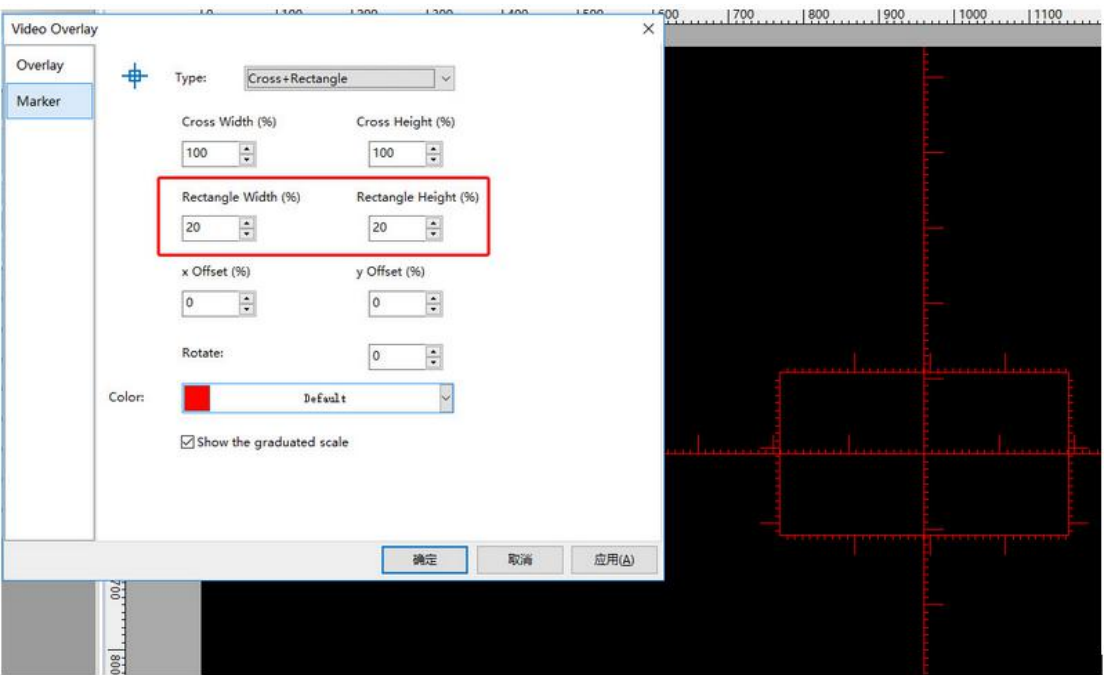 700 800 900 1000 1100
Video Overlay
Overlay
Marker
Type: Cross+Rectangle
Cross Width (%) Cross Height (%)
100 100
Rectangle Width (%) Rectangle Height (%)
20 20
x Offset (%) y Offset (%)
0 0
Rotate: 0
Color: Default
Show the graduated scale
确定 取消 应用(A)
700
800